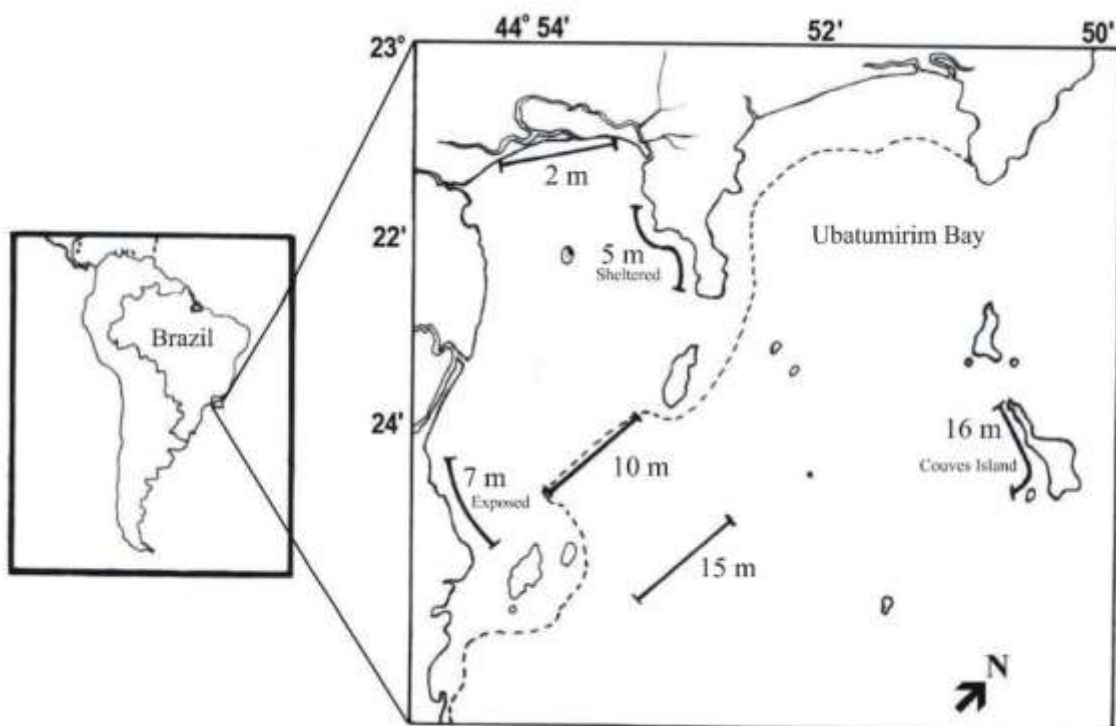 44° 54' 52' 50'
23°
2 m
22'
Ubatumirim Bay
5 m
Sheltered
Brazil
24'
16 m
Couves Island
10 m
7 m
Exposed
15 m
N